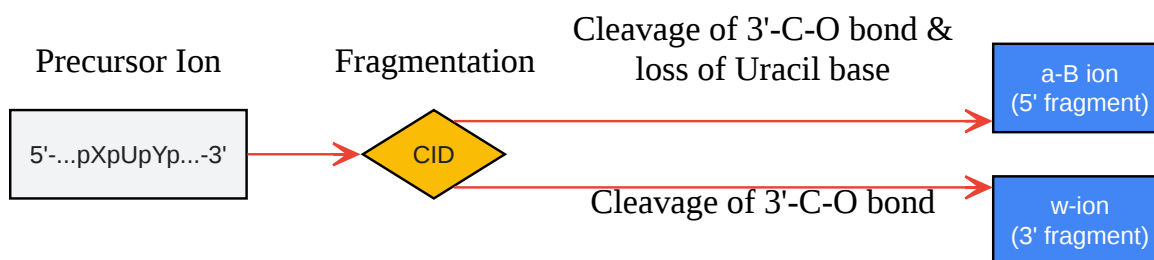 Precursor Ion
5'-...pXpUpYp...-3'
Fragmentation
CID
Cleavage of 3'-C-O bond &
loss of Uracil base
a-B ion
(5' fragment)
Cleavage of 3'-C-O bond
w-ion
(3' fragment)